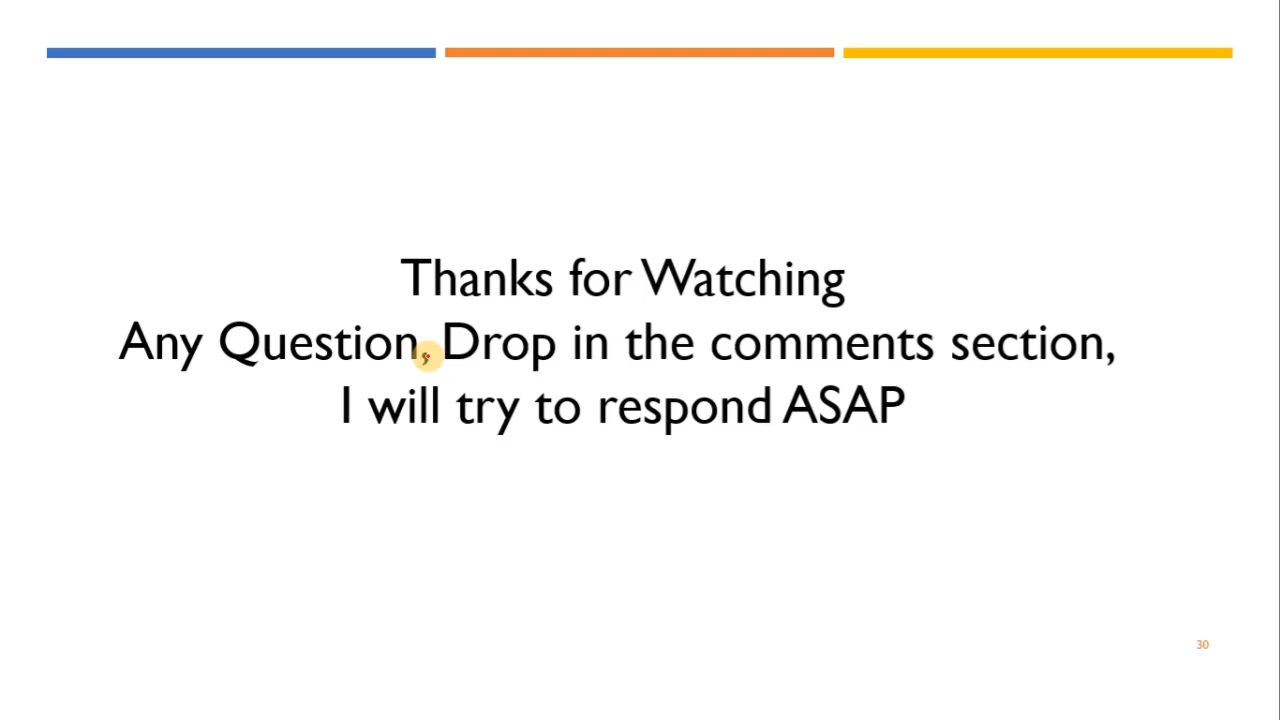 Thanks for Watching
Any Question, Drop in the comments section,
I will try to respond ASAP
30